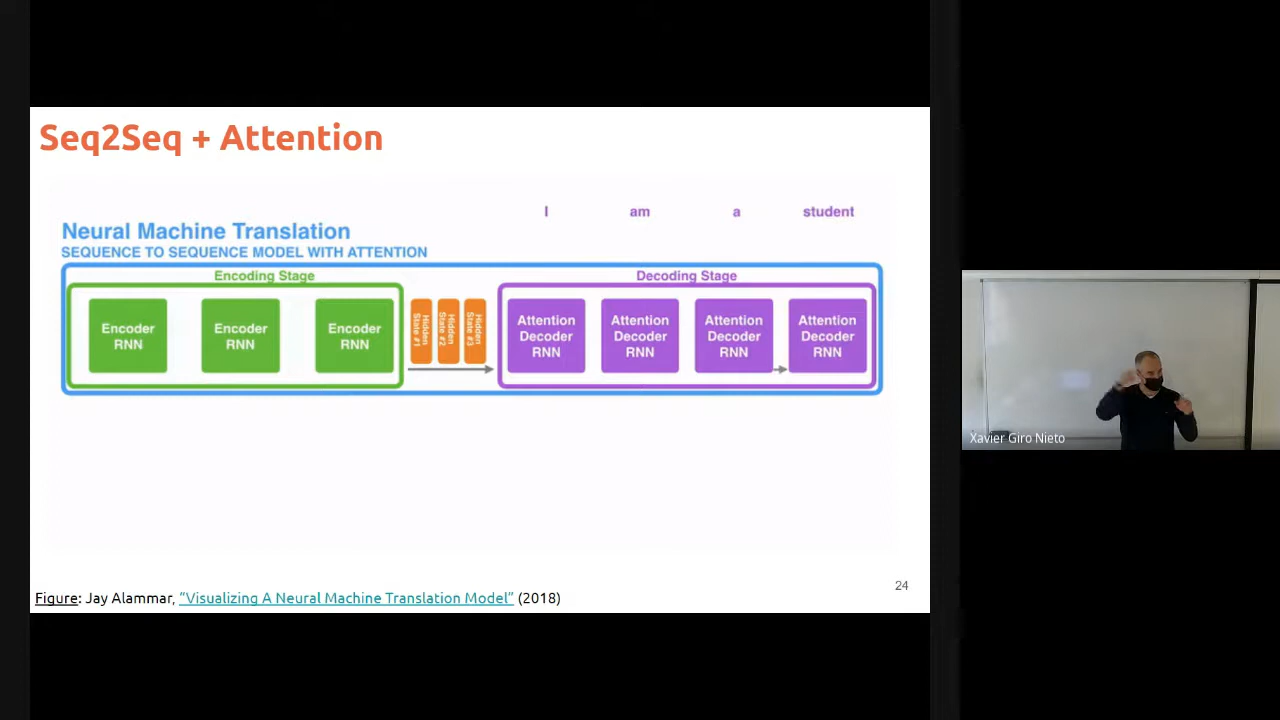 Seq2Seq + Attention
I am a student
Neural Machine Translation
SEQUENCE TO SEQUENCE MODEL WITH ATTENTION
Encoding Stage
Decoding Stage
Encoder
RNN
Encoder
RNN
Encoder
RNN
Hidden
State #1
Hidden
State #2
Hidden
State #3
Attention
Decoder
RNN
Attention
Decoder
RNN
Attention
Decoder
RNN
Attention
Decoder
RNN
Xavier Giro Nieto
24
Figure: Jay Alammar, “Visualizing A Neural Machine Translation Model” (2018)